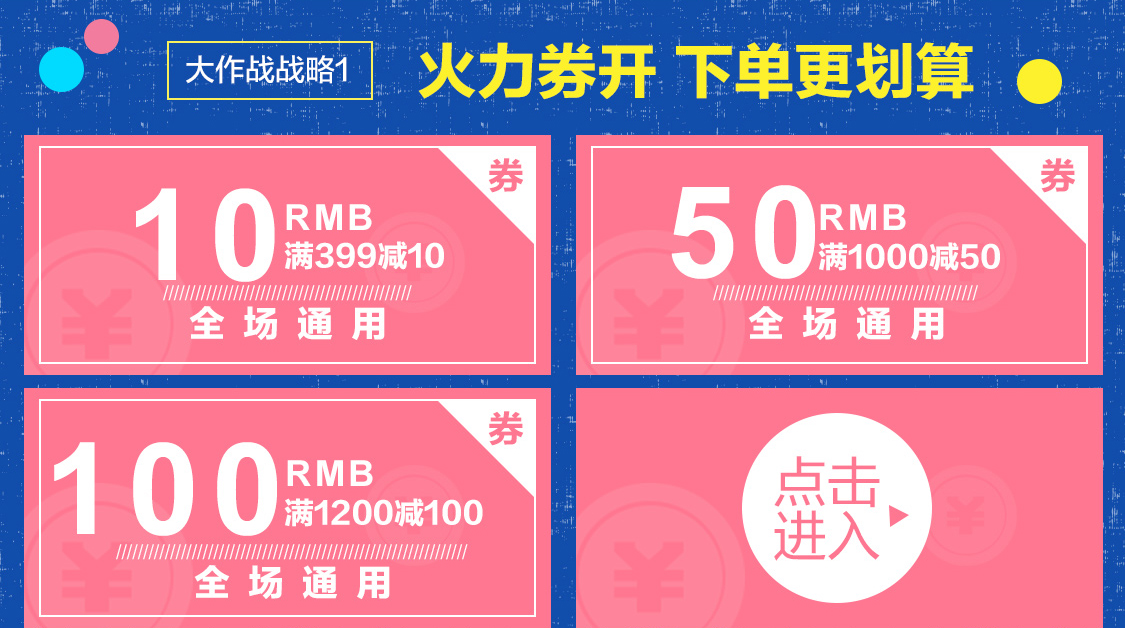 大作战战略1
火力券开 下单更划算
券
10 RMB
满399减10
全场通用
券
50 RMB
满1000减50
全场通用
券
100 RMB
满1200减100
全场通用
点击
进入